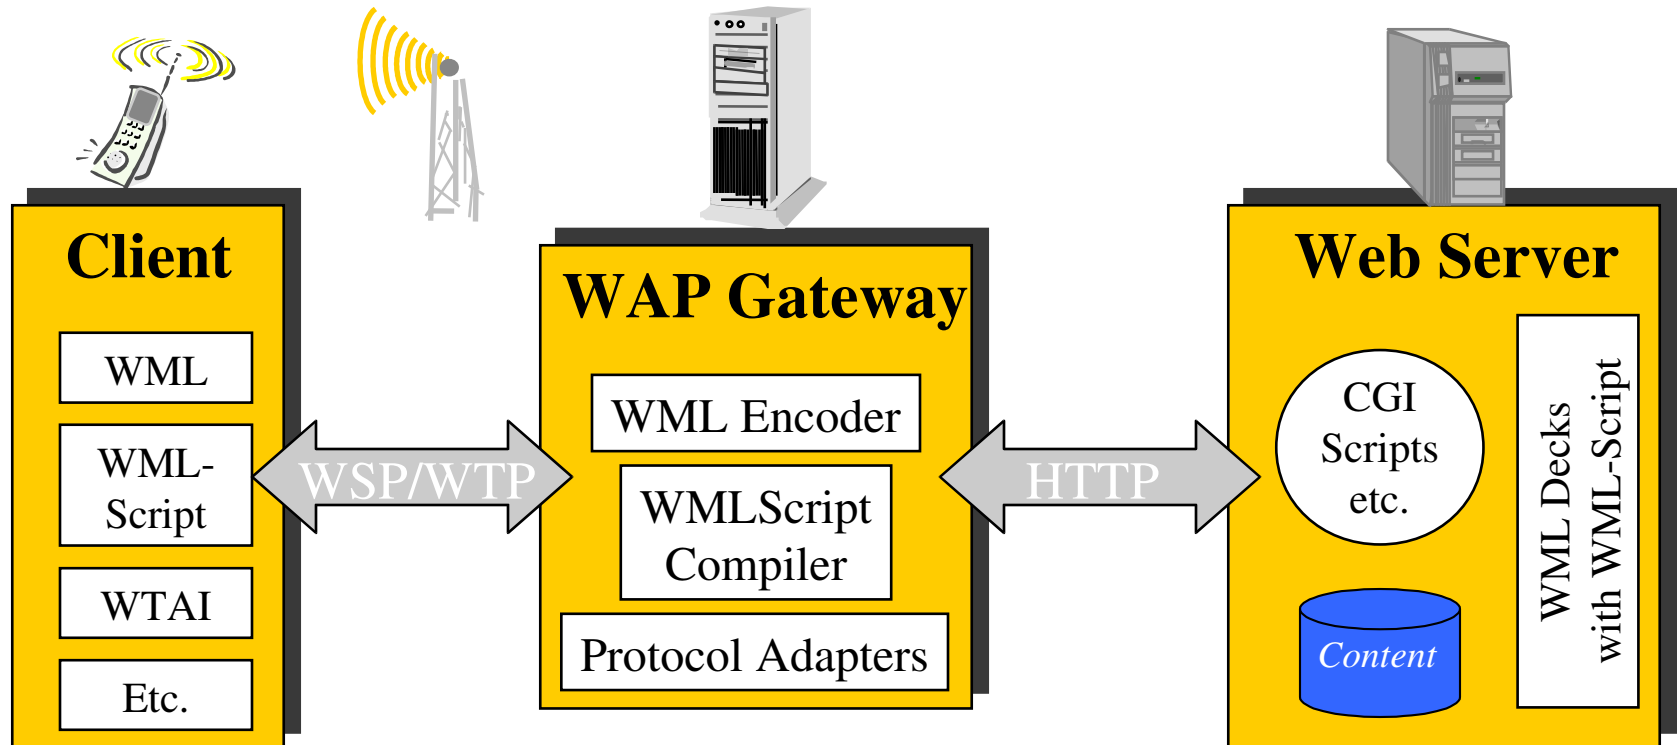 Client
WML
WML-
Script
WTAI
Etc.
WSP/WTP
WAP Gateway
WML Encoder
WMLScript
Compiler
Protocol Adapters
HTTP
Web Server
CGI
Scripts
etc.
Content
WML Decks
with WML-Script